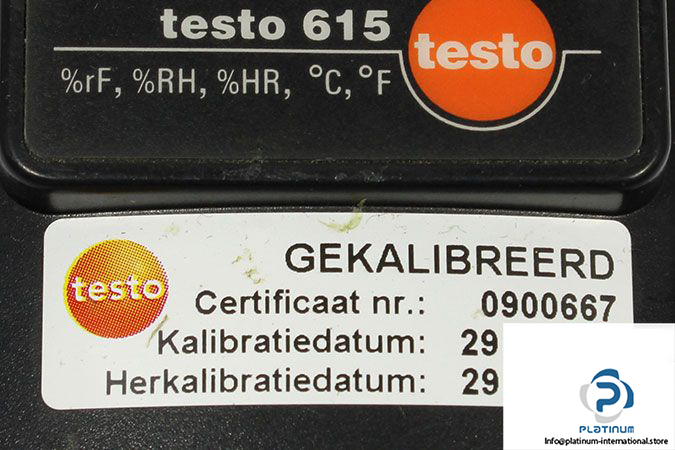 testo 615
testo
%rF, %RH, %HR, °C, °F
testo
GEKALIBREERD
Certificaat nr.: 0900667
Kalibratiedatum: 29
Herkalibratiedatum: 29
P
PLATINUM
Info@platinum-international.store